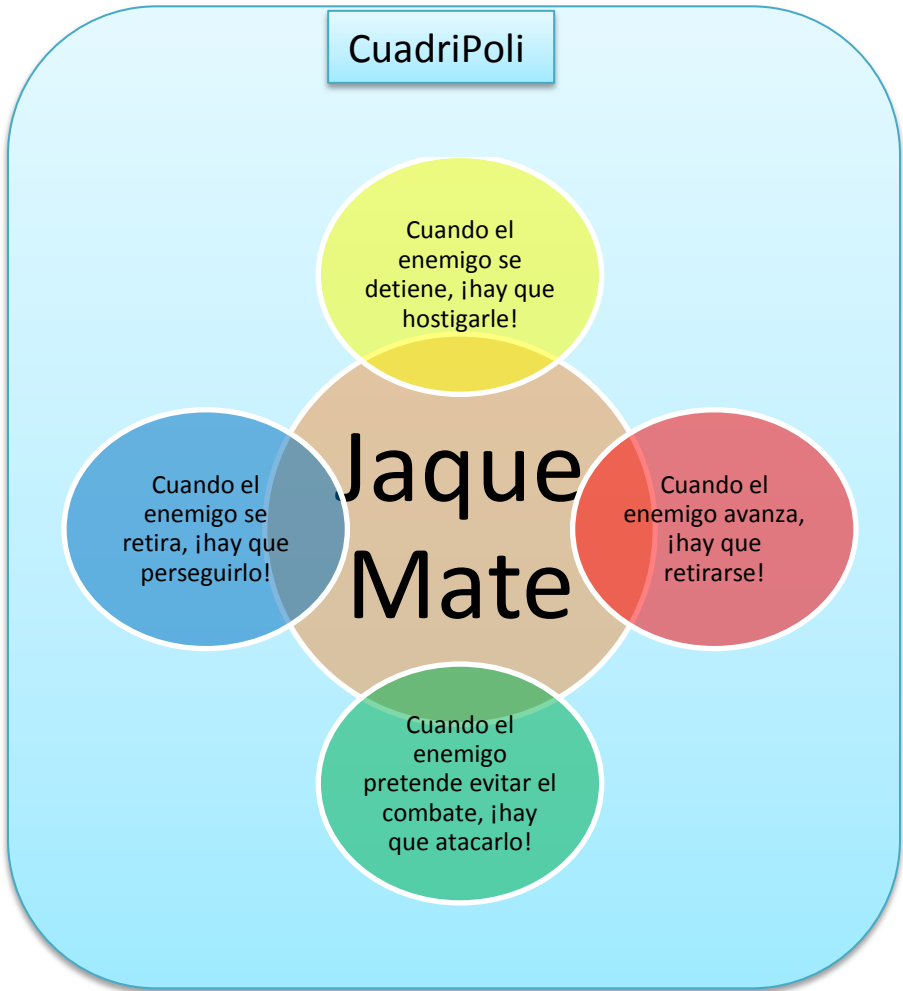 CuadriPoli
Cuando el
enemigo se
detiene, ¡hay que
hostigarle!
Cuando el
enemigo se
retira, ¡hay que
perseguirlo!
Jaque
Mate
Cuando el
enemigo avanza,
¡hay que
retirarse!
Cuando el
enemigo
pretende evitar el
combate, ¡hay
que atacarlo!